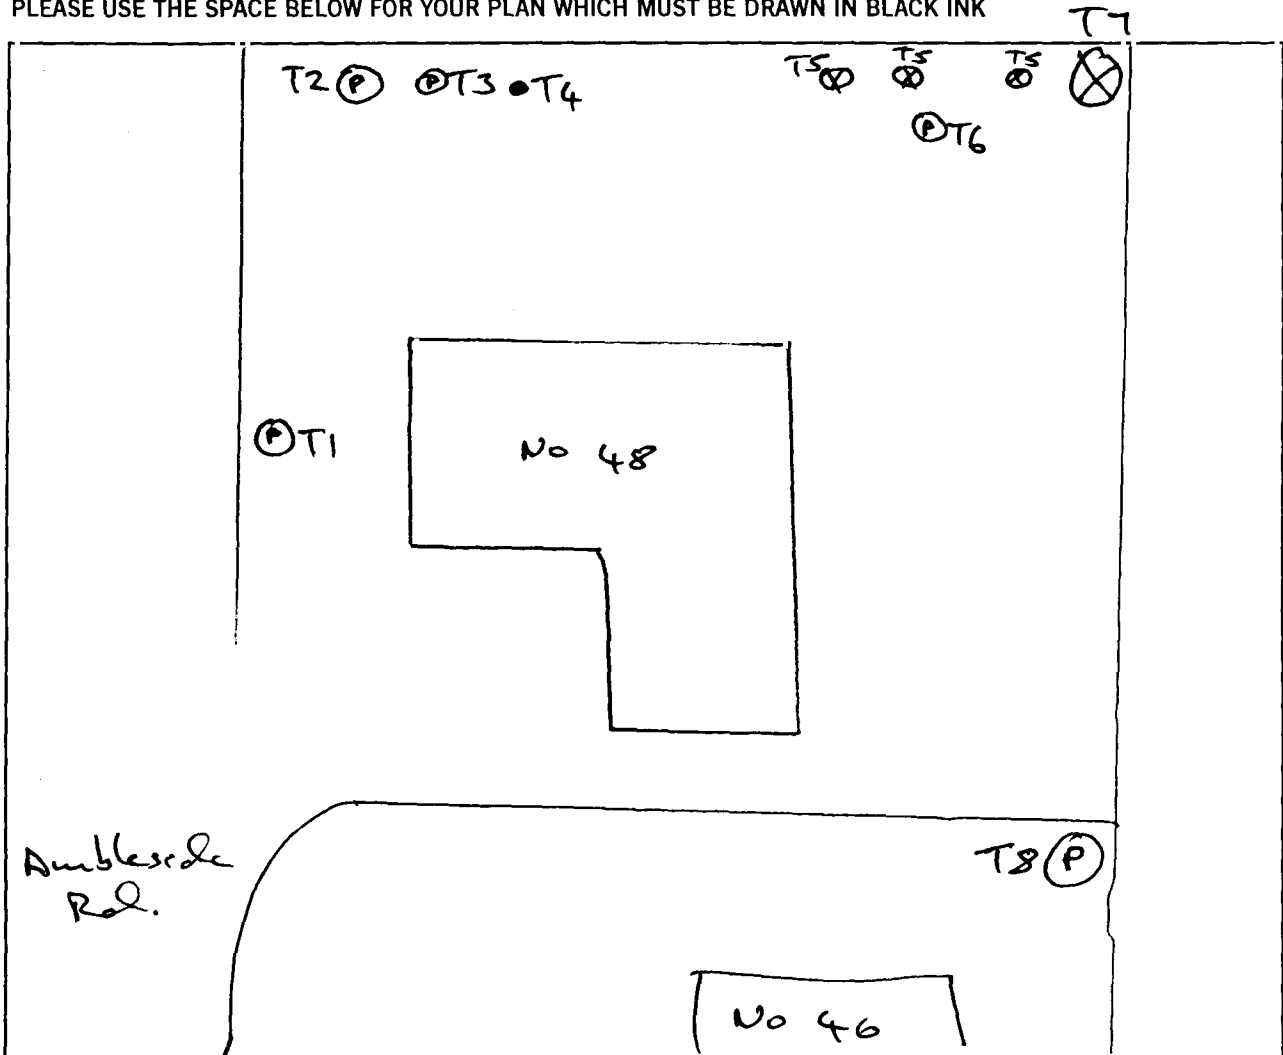 PLEASE USE THE SPACE BELOW FOR YOUR PLAN WHICH MUST BE DRAWN IN BLACK INK
T7
T2 P P T3 T4 T5 T5 T5
P T6
P T1
No 48
T8 P
Ambleside
Rd.
No 46